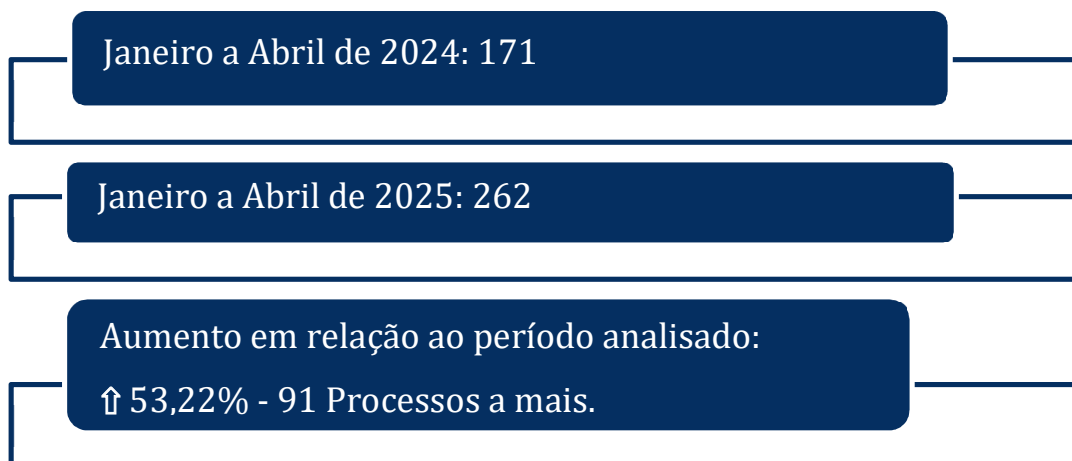 Janeiro a Abril de 2024: 171
Janeiro a Abril de 2025: 262
Aumento em relação ao período analisado:
⇧ 53,22% - 91 Processos a mais.